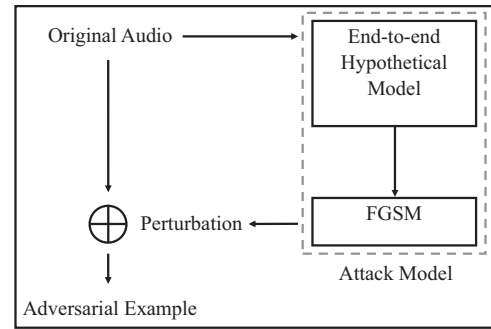 Original Audio
End-to-end
Hypothetical
Model
FGSM
Perturbation
Attack Model
Adversarial Example